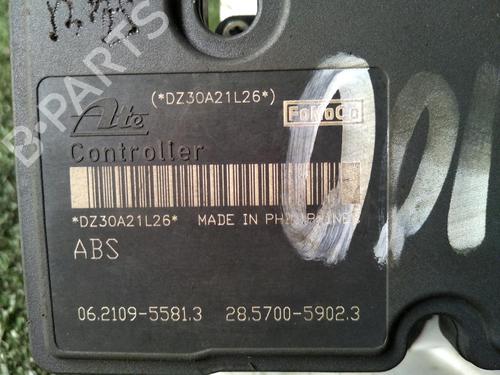 (*DZ30A21L26*)
Ate
FoMoCo
Controller
*DZ30A21L26* MADE IN PHILIPPINES
ABS
06.2109-5581.3 28.5700-5902.3
B-PARTS